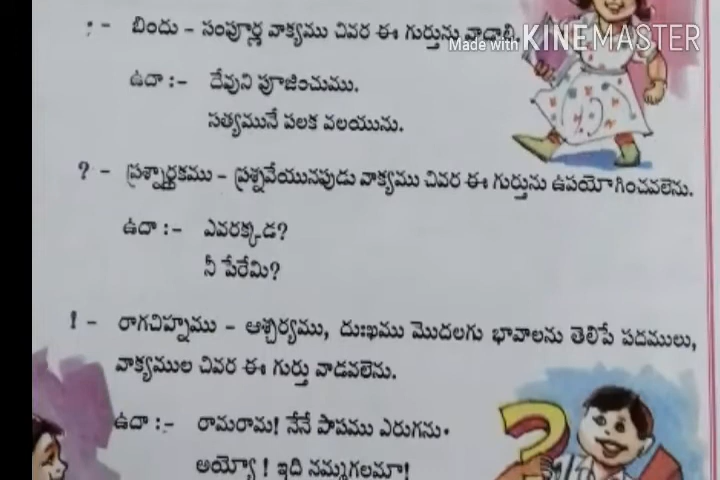 : - బిందు - సంపూర్ణ వాక్యము చివర ఈ గుర్తును వాడాలి.
Made with KINEMASTER
ఉదా :- దేవుని పూజించుము.
సత్యమునే పలక వలయును.
? - ప్రశ్నార్థకము - ప్రశ్నవేయునపుడు వాక్యము చివర ఈ గుర్తును ఉపయోగించవలెను.
ఉదా :- ఎవరక్కడ?
నీ పేరేమి?
! - రాగచిహ్నము - ఆశ్చర్యము, దుఃఖము మొదలగు భావాలను తెలిపే పదములు,
వాక్యముల చివర ఈ గుర్తు వాడవలెను.
ఉదా :- రామరామ! నేనే పాపము ఎరుగను.
అయ్యో ! ఇది నమ్మగలమా!